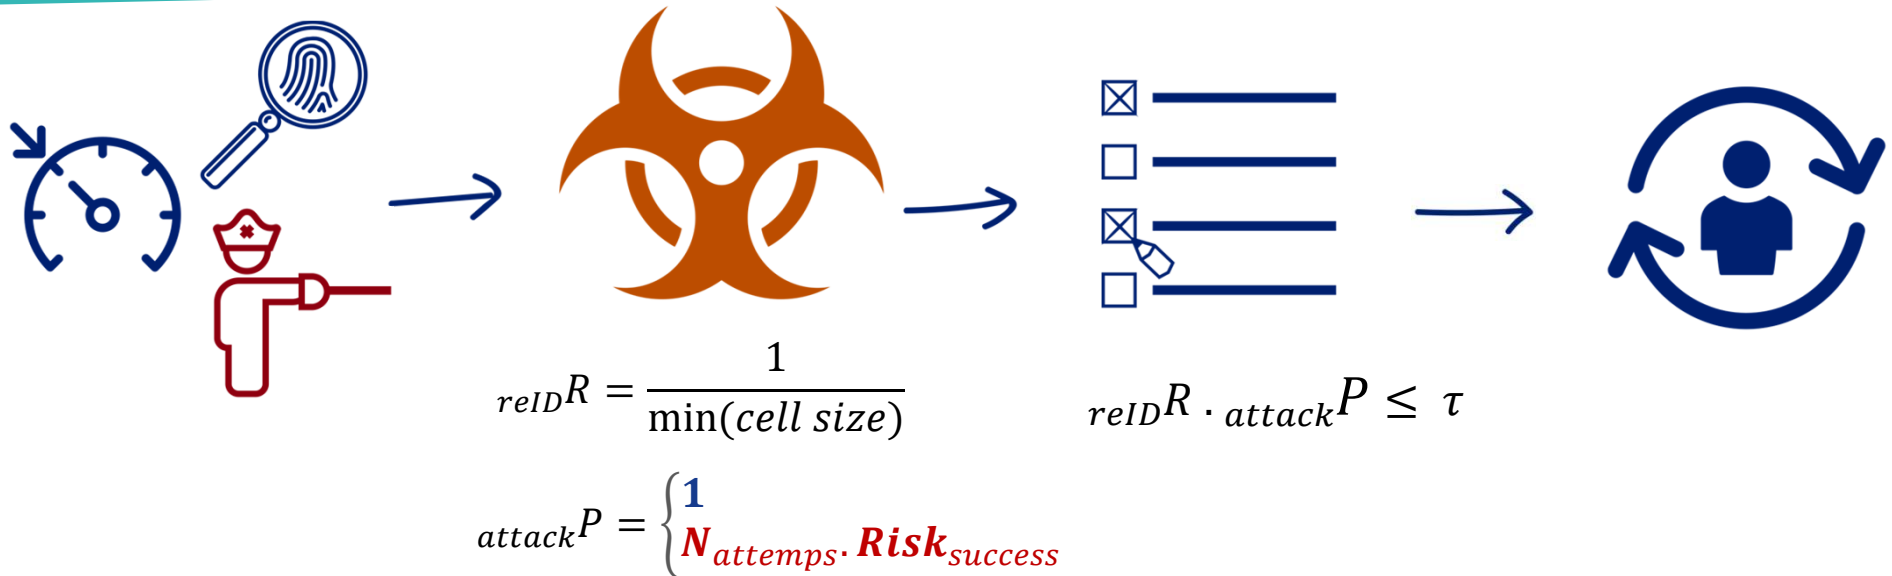 reIDR = 1 / min(cell size)
reIDR . attackP ≤ τ
attackP = { 1
Nattemps. Risksuccess